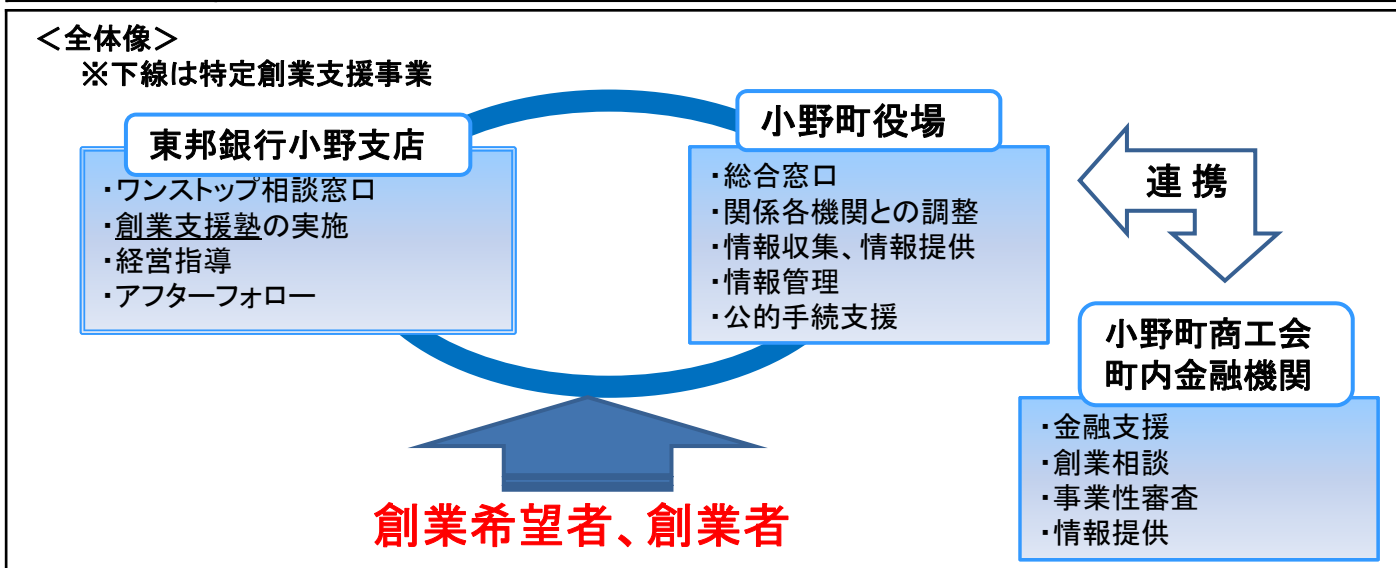 ＜全体像＞
※下線は特定創業支援事業
東邦銀行小野支店
・ワンストップ相談窓口
・創業支援塾の実施
・経営指導
・アフターフォロー
小野町役場
・総合窓口
・関係各機関との調整
・情報収集、情報提供
・情報管理
・公的手続支援
連携
小野町商工会
町内金融機関
・金融支援
・創業相談
・事業性審査
・情報提供
創業希望者、創業者